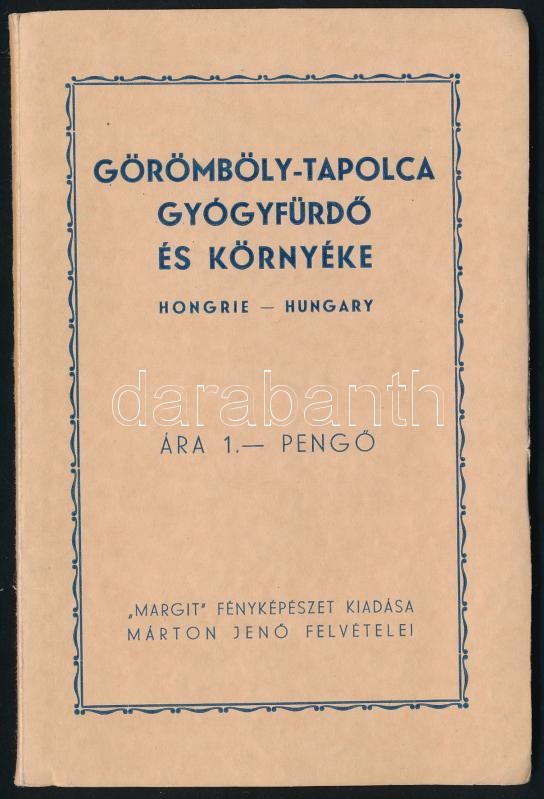 GÖRÖMBÖLY-TAPOLCA
GYÓGYFÜRDŐ
ÉS KÖRNYÉKE
HONGRIE — HUNGARY
darabanth
ÁRA 1.— PENGŐ
„MARGIT" FÉNYKÉPÉSZET KIADÁSA
MÁRTON JENŐ FELVÉTELEI